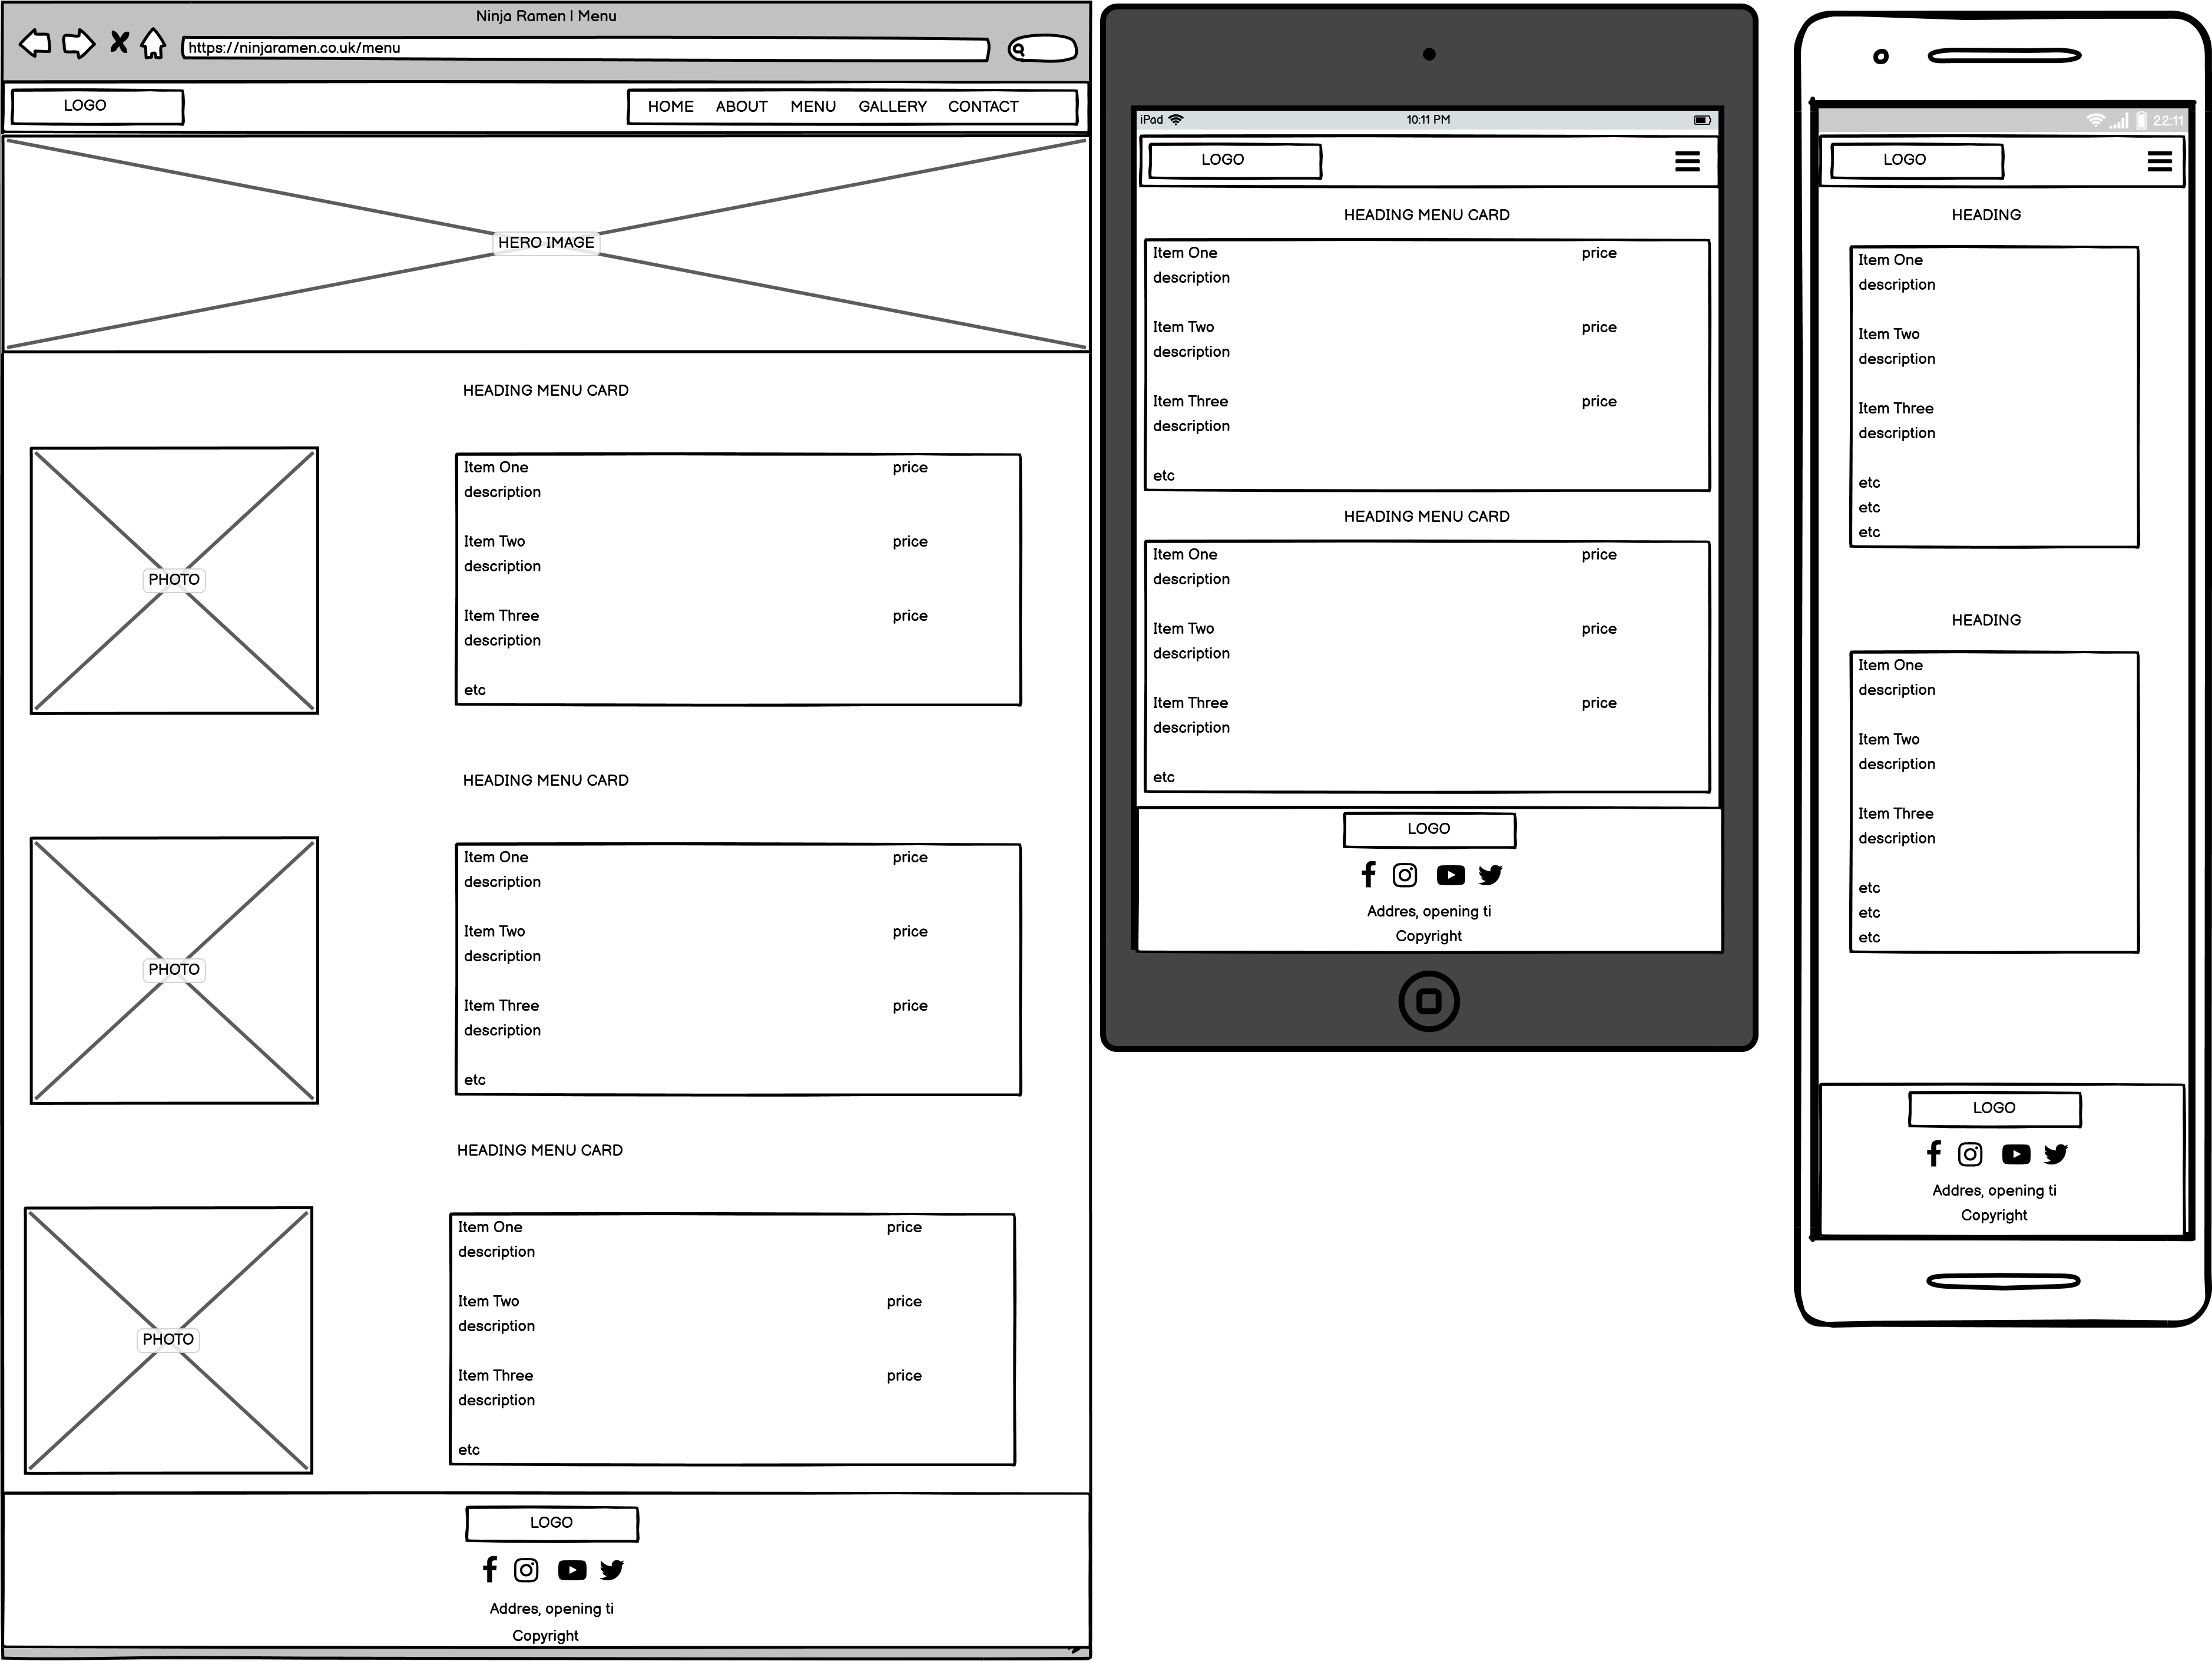 Ninja Ramen | Menu
https://ninjaramen.co.uk/menu
LOGO
HOME ABOUT MENU GALLERY CONTACT
HERO IMAGE
HEADING MENU CARD
PHOTO
Item One price
description
Item Two price
description
Item Three price
description
etc
HEADING MENU CARD
PHOTO
Item One price
description
Item Two price
description
Item Three price
description
etc
HEADING MENU CARD
PHOTO
Item One price
description
Item Two price
description
Item Three price
description
etc
LOGO
Addres, opening ti
Copyright
iPad 10:11 PM
LOGO
HEADING MENU CARD
Item One price
description
Item Two price
description
Item Three price
description
etc
HEADING MENU CARD
Item One price
description
Item Two price
description
Item Three price
description
etc
LOGO
Addres, opening ti
Copyright
22:11
LOGO
HEADING
Item One
description
Item Two
description
Item Three
description
etc
etc
etc
HEADING
Item One
description
Item Two
description
Item Three
description
etc
etc
etc
LOGO
Addres, opening ti
Copyright